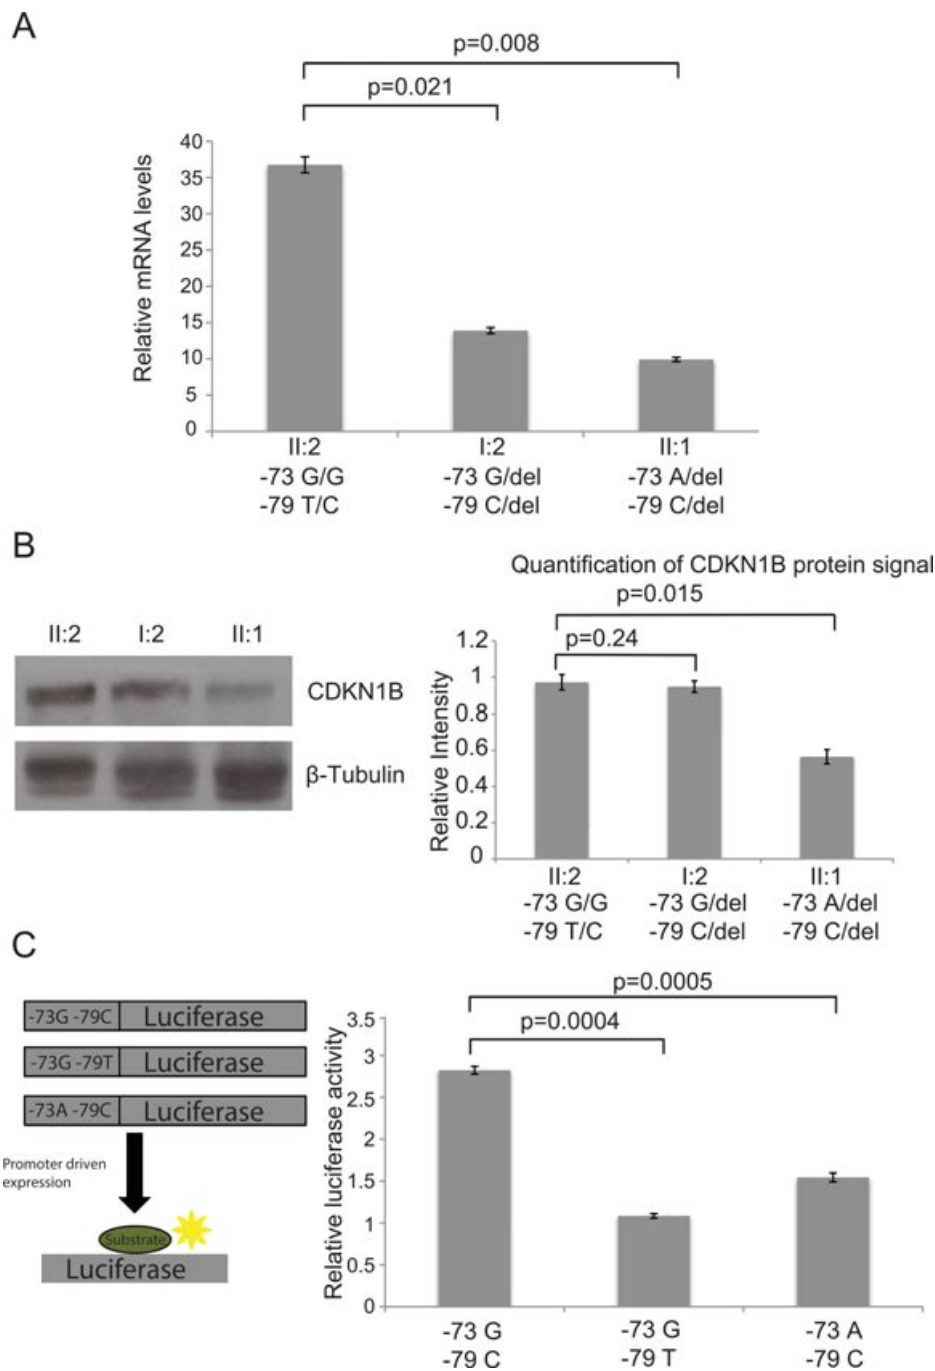 A
p=0.008
p=0.021
Relative mRNA levels
40
35
30
25
20
15
10
5
0
II:2 I:2 II:1
-73 G/G -73 G/del -73 A/del
-79 T/C -79 C/del -79 C/del
B
II:2 I:2 II:1
CDKN1B
β-Tubulin
Quantification of CDKN1B protein signal
p=0.015
p=0.24
Relative Intensity
1.2
1
0.8
0.6
0.4
0.2
0
II:2 I:2 II:1
-73 G/G -73 G/del -73 A/del
-79 T/C -79 C/del -79 C/del
C
-73G -79C Luciferase
-73G -79T Luciferase
-73A -79C Luciferase
Promoter driven
expression
Substrate
Luciferase
p=0.0005
p=0.0004
Relative luciferase activity
3.5
3
2.5
2
1.5
1
0.5
0
-73 G -73 G -73 A
-79 C -79 T -79 C